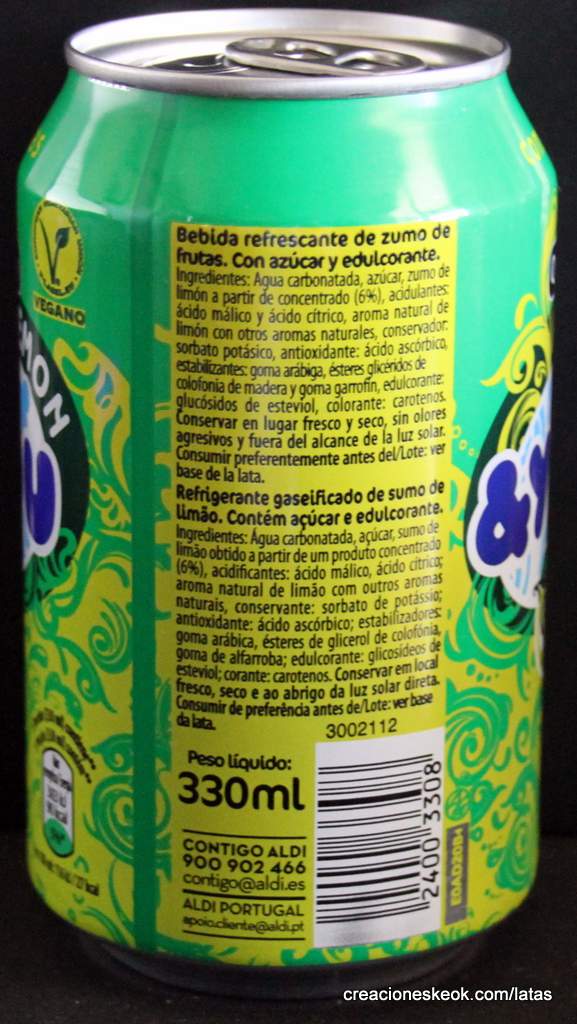 VEGANO
MON
N
Bebida refrescante de zumo de
frutas. Con azúcar y edulcorante.
Ingredientes: Agua carbonatada, azúcar, zumo de
limón a partir de concentrado (6%), acidulantes:
ácido málico y ácido cítrico, aroma natural de
limón con otros aromas naturales, conservador:
sorbato potásico, antioxidante: ácido ascórbico,
estabilizantes: goma arábiga, ésteres glicéridos de
colofonia de madera y goma garrofín, edulcorante:
glucósidos de esteviol, colorante: carotenos.
Conservar en lugar fresco y seco, sin olores
agresivos y fuera del alcance de la luz solar.
Consumir preferentemente antes del/Lote: ver
base de la lata.
Refrigerante gaseificado de sumo de
limão. Contém açúcar e edulcorante.
Ingredientes: Água carbonatada, açúcar, sumo de
limão obtido a partir de um produto concentrado
(6%), acidificantes: ácido málico, ácido cítrico;
aroma natural de limão com outros aromas
naturais, conservante: sorbato de potássio;
antioxidante: ácido ascórbico; estabilizadores:
goma arábica, ésteres de glicerol de colofónia,
goma de alfarroba; edulcorante: glicosídeos de
esteviol; corante: carotenos. Conservar em local
fresco, seco e ao abrigo da luz solar direta.
Consumir de preferência antes de/Lote: ver base
da lata.
3002112
Peso líquido:
330ml
CONTIGO ALDI
900 902 466
contigo@aldi.es
ALDI PORTUGAL
apoio.cliente@aldi.pt
2400 3308
EGAD20B4
&
creacioneskeok.com/latas